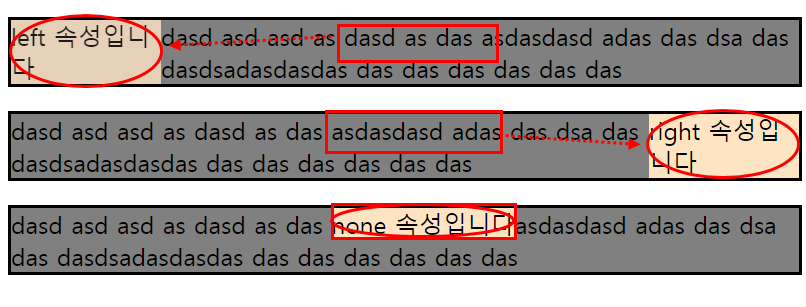 left 속성입니 dasd asd asd as dasd as das asdasdasd adas das dsa das
다 dasdsadasdasdas das das das das das das
dasd asd asd as dasd as das asdasdasd adas das dsa das right 속성입
dasdsadasdasdas das das das das das das 니다
dasd asd asd as dasd as das none 속성입니다asdasdasd adas das dsa
das dasdsadasdasdas das das das das das das